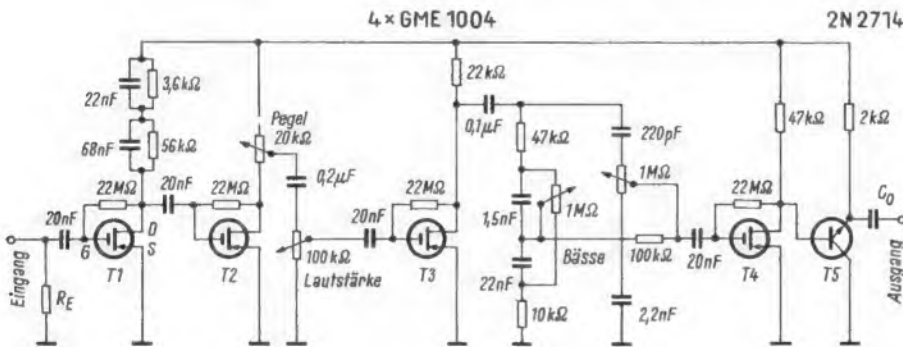 4×GME 1004
2N 2714
22nF
3,6kΩ
68nF
56kΩ
22MΩ
20nF
G
D
S
T1
Eingang
R_E
20nF
22MΩ
T2
Pegel
20kΩ
0,2µF
100kΩ
Lautstärke
20nF
22MΩ
T3
22kΩ
0,1µF
47kΩ
1,5nF
1MΩ
22nF
10kΩ
Bässe
220pF
1MΩ
100kΩ
2,2nF
20nF
22MΩ
T4
47kΩ
2kΩ
T5
C_0
Ausgang